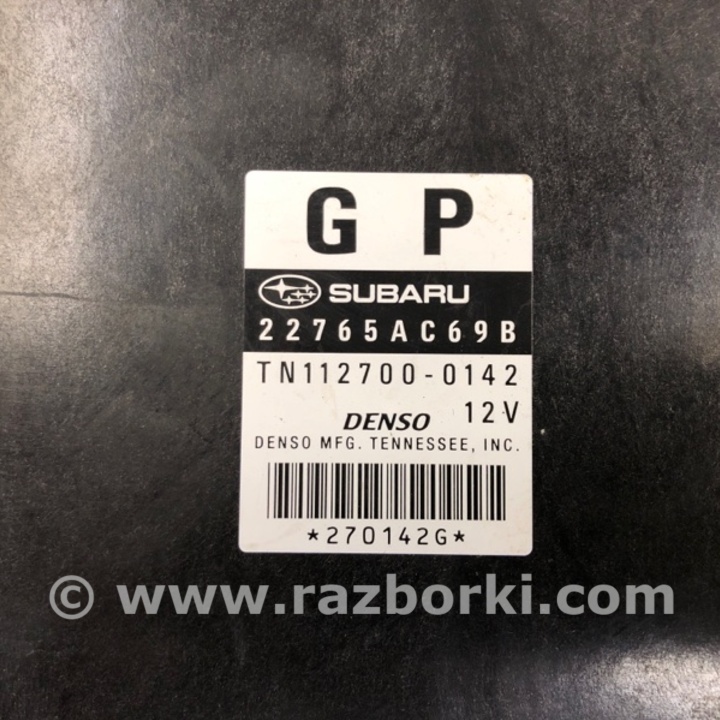 G P
SUBARU
22765AC69B
TN112700-0142
DENSO 12V
DENSO MFG. TENNESSEE, INC.
*270142G*
© www.razborki.com